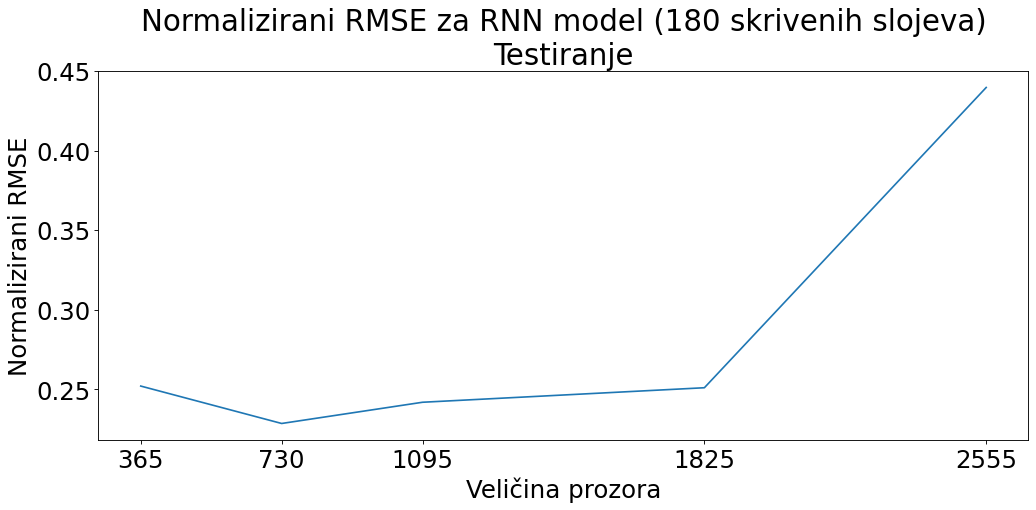 Normalizirani RMSE za RNN model (180 skrivenih slojeva)
Testiranje
0.45
0.40
0.35
0.30
0.25
Normalizirani RMSE
365 730 1095 1825 2555
Veličina prozora